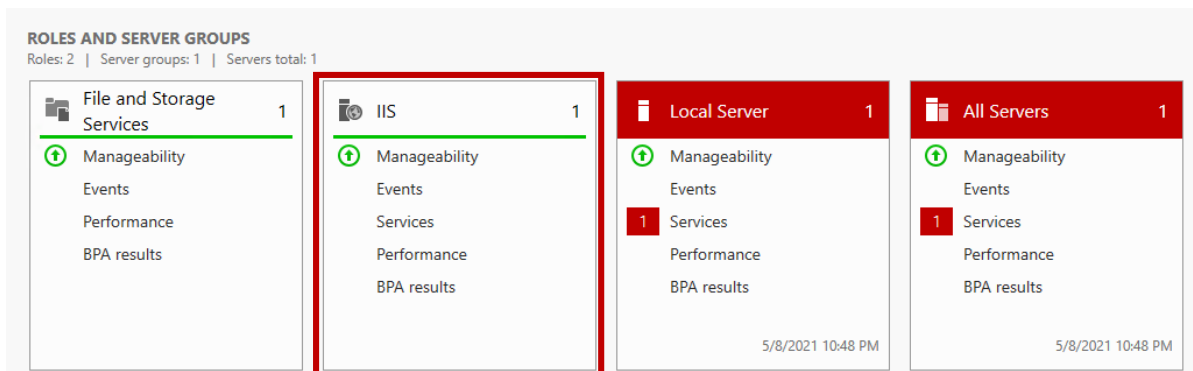 ROLES AND SERVER GROUPS
Roles: 2 | Server groups: 1 | Servers total: 1
File and Storage
Services
1
Manageability
Events
Performance
BPA results
IIS 1
Manageability
Events
Services
Performance
BPA results
Local Server 1
Manageability
Events
1 Services
Performance
BPA results
5/8/2021 10:48 PM
All Servers 1
Manageability
Events
1 Services
Performance
BPA results
5/8/2021 10:48 PM